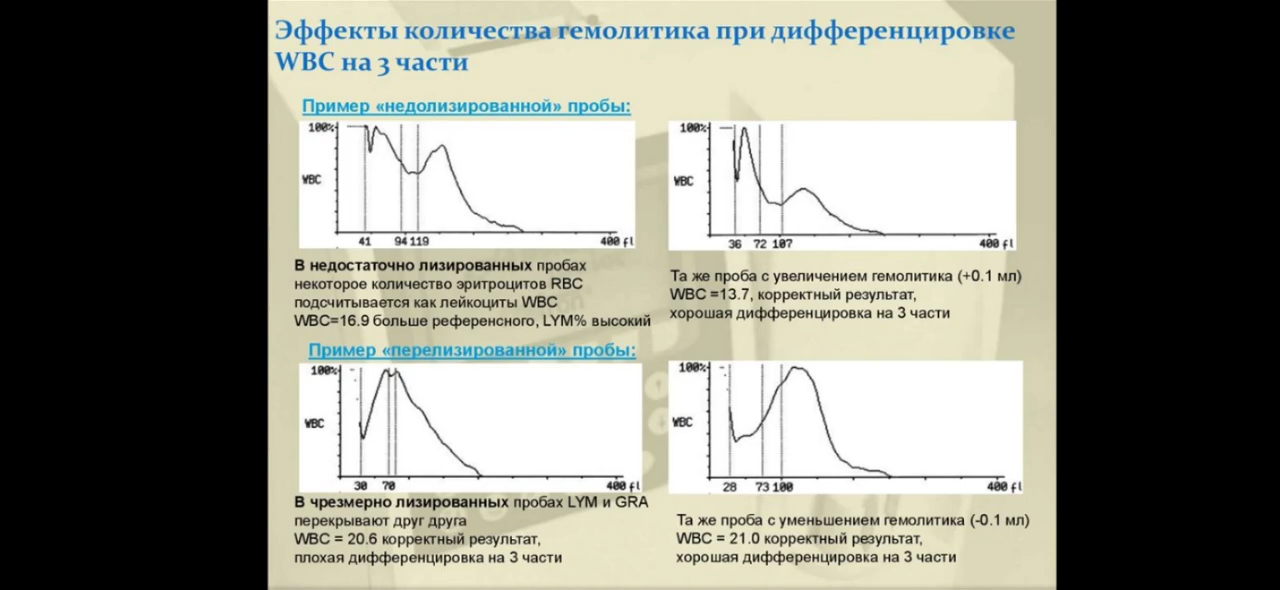 Эффекты количества гемолитика при дифференцировке
WBC на 3 части
Пример «недолизированной» пробы:
100%
WBC
41 94 119 400 fl
100%
WBC
36 72 107 400 fl
В недостаточно лизированных пробах
некоторое количество эритроцитов RBC
подсчитывается как лейкоциты WBC
WBC=16.9 больше референсного, LYM% высокий
Та же проба с увеличением гемолитика (+0.1 мл)
WBC =13.7, корректный результат,
хорошая дифференцировка на 3 части
Пример «перелизированной» пробы:
100%
WBC
30 70 400 fl
100%
WBC
28 73 100 400 fl
В чрезмерно лизированных пробах LYM и GRA
перекрывают друг друга
WBC = 20.6 корректный результат,
плохая дифференцировка на 3 части
Та же проба с уменьшением гемолитика (-0.1 мл)
WBC = 21.0 корректный результат,
хорошая дифференцировка на 3 части